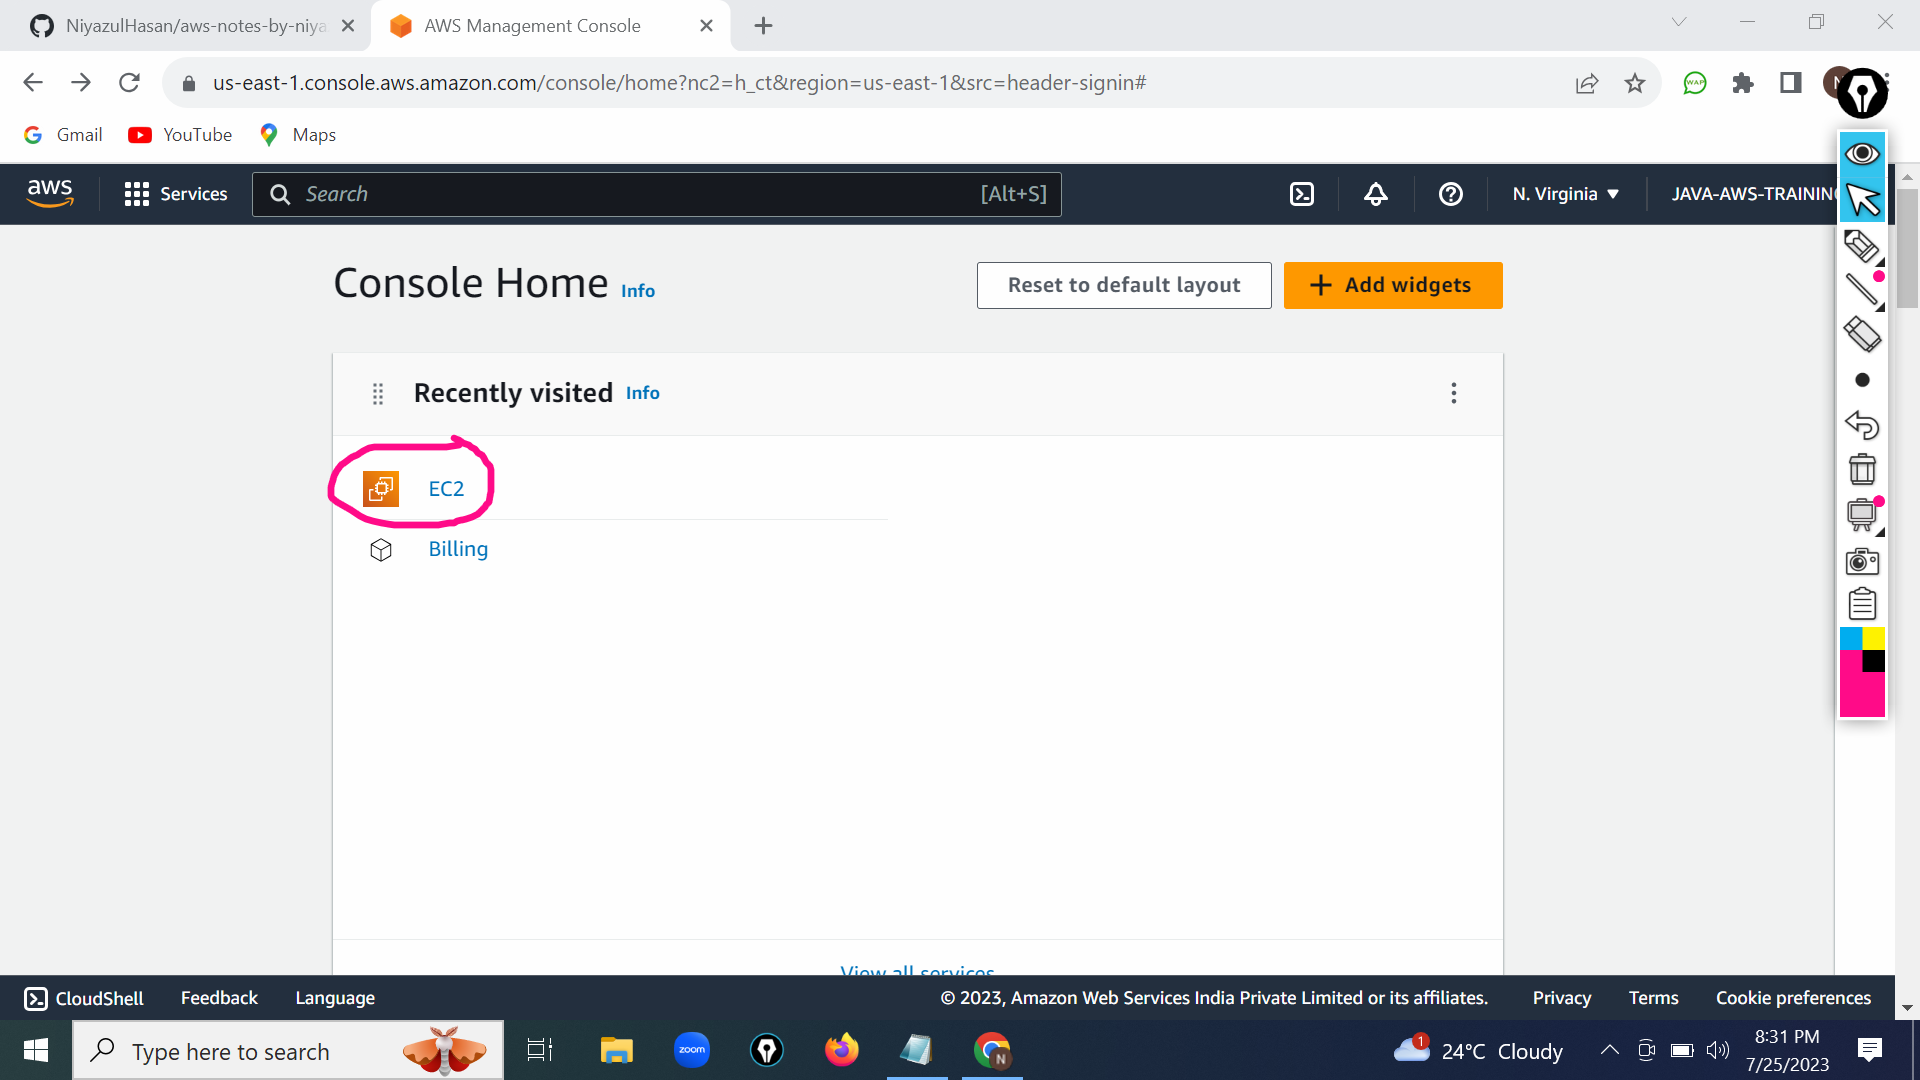 NiyazulHasan/aws-notes-by-niya
AWS Management Console
us-east-1.console.aws.amazon.com/console/home?nc2=h_ct&region=us-east-1&src=header-signin#
WAP
Gmail
YouTube
Maps
aws
Services
Search
[Alt+S]
N. Virginia
JAVA-AWS-TRAINING
Console Home Info
Reset to default layout
Add widgets
Recently visited Info
EC2
Billing
View all services
CloudShell
Feedback
Language
© 2023, Amazon Web Services India Private Limited or its affiliates.
Privacy
Terms
Cookie preferences
Type here to search
zoom
N
1
24°C Cloudy
8:31 PM
7/25/2023